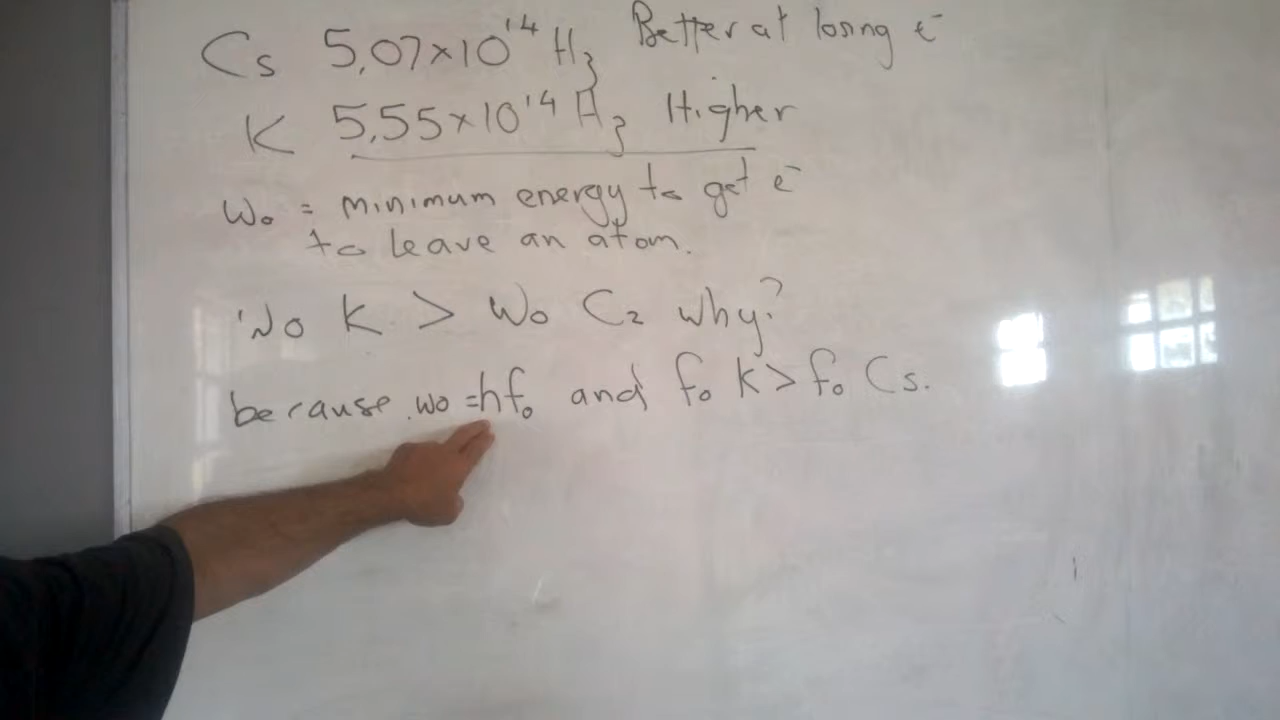 Cs 5,07×10¹⁴ Hz Better at losing e⁻
K 5,55×10¹⁴ Hz Higher
W₀ = minimum energy to get e⁻
to leave an atom.
W₀ K > W₀ Cz why?
because w₀ = hf₀ and f₀ K > f₀ Cs.